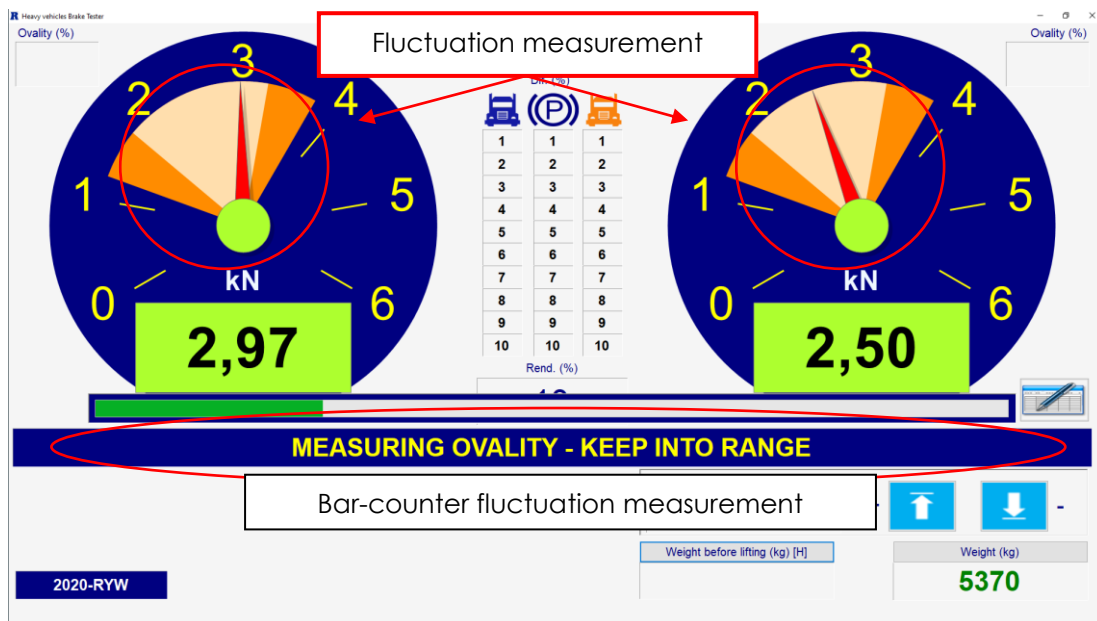 R Heavy vehicles Brake Tester
Ovality (%)
Ovality (%)
Fluctuation measurement
0
1
2
3
4
5
6
kN
2,97
(P)
1 1 1
2 2 2
3 3 3
4 4 4
5 5 5
6 6 6
7 7 7
8 8 8
9 9 9
10 10 10
Rend. (%)
0
1
2
3
4
5
6
kN
2,50
MEASURING OVALITY - KEEP INTO RANGE
Bar-counter fluctuation measurement
-
-
Weight before lifting (kg) [H]
Weight (kg)
5370
2020-RYW